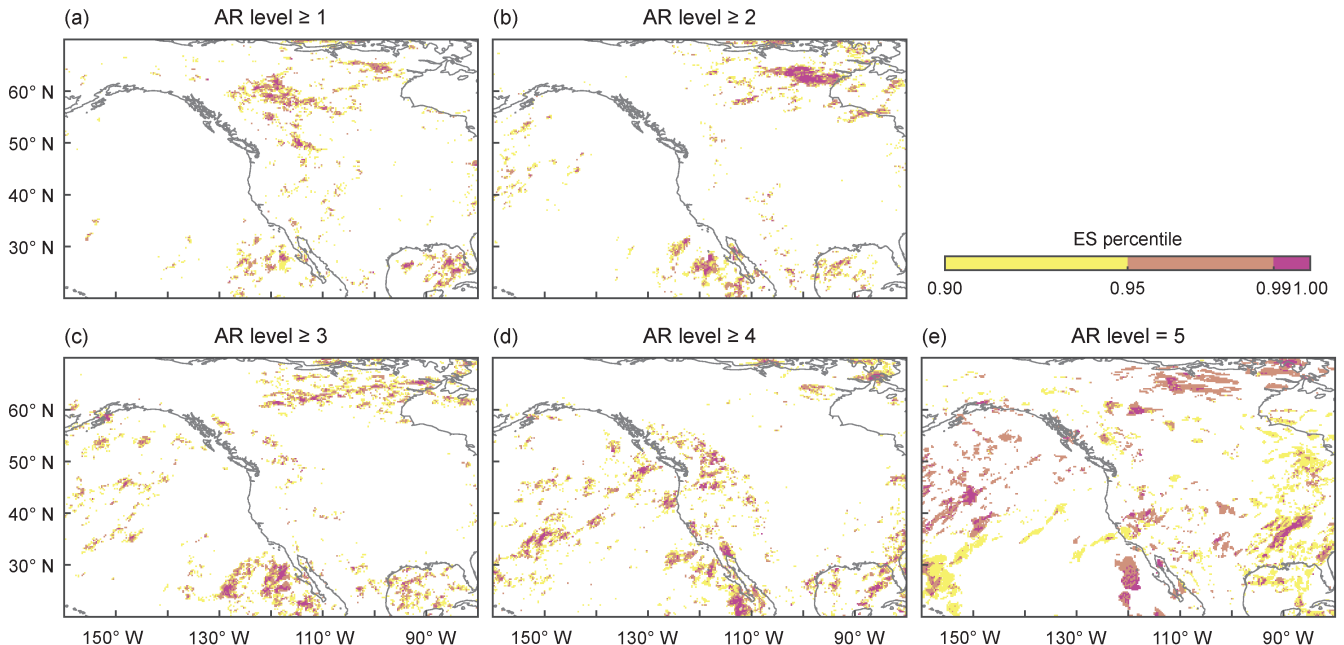 (a) AR level ≥ 1
(b) AR level ≥ 2
60° N
50° N
40° N
30° N
ES percentile
0.90 0.95 0.991.00
(c) AR level ≥ 3
(d) AR level ≥ 4
(e) AR level = 5
60° N
50° N
40° N
30° N
150° W 130° W 110° W 90° W
150° W 130° W 110° W 90° W
150° W 130° W 110° W 90° W